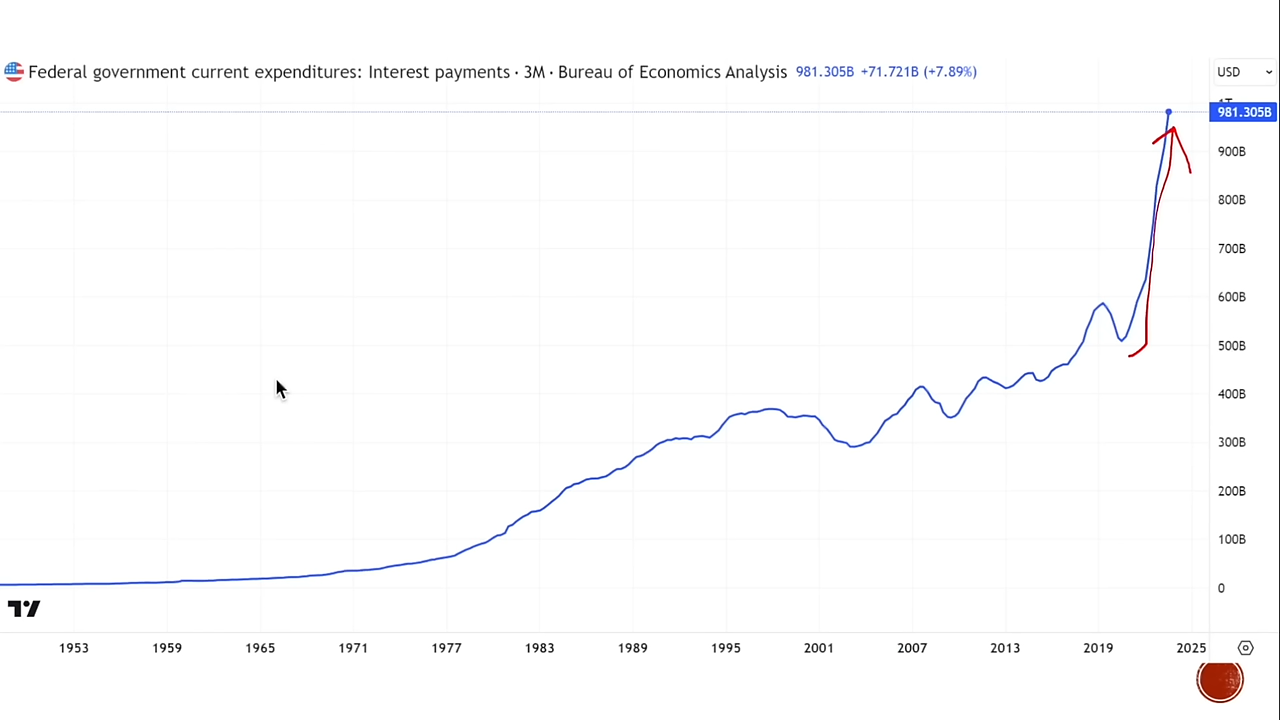 Federal government current expenditures: Interest payments · 3M · Bureau of Economics Analysis 981.305B +71.721B (+7.89%)
USD
1T
981.305B
900B
800B
700B
600B
500B
400B
300B
200B
100B
0
1953 1959 1965 1971 1977 1983 1989 1995 2001 2007 2013 2019 2025